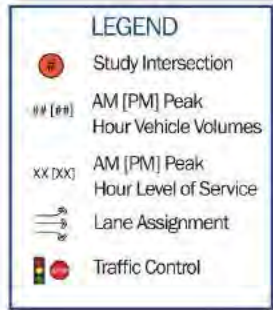 LEGEND
# Study Intersection
## [##] AM [PM] Peak
Hour Vehicle Volumes
XX [XX] AM [PM] Peak
Hour Level of Service
Lane Assignment
Traffic Control